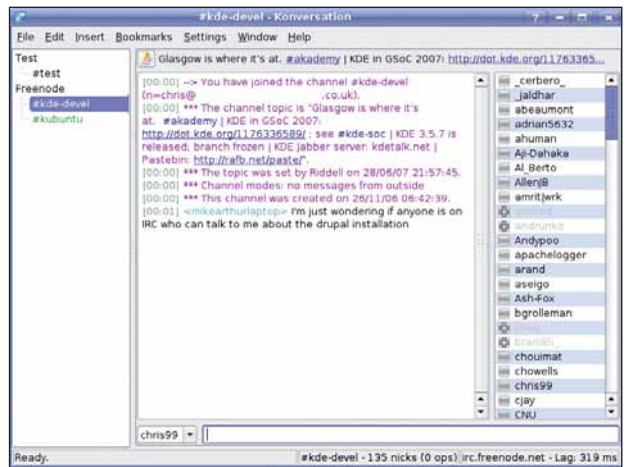 #kde-devel - Konversation
File Edit Insert Bookmarks Settings Window Help
Test
#test
Freenode
#kde-devel
#kubuntu
Glasgow is where it's at. #akademy | KDE in GSoC 2007: http://dot.kde.org/11763365...
[00:00] --> You have joined the channel #kde-devel
(n=chris@ .co.uk).
[00:00] *** The channel topic is "Glasgow is where it's
at. #akademy | KDE in GSoC 2007:
http://dot.kde.org/1176336589/ : see #kde-soc | KDE 3.5.7 is
released; branch frozen | KDE Jabber server: kdetalk.net |
Pastebin: http://rafb.net/paste/".
[00:00] *** The topic was set by Riddell on 28/06/07 21:57:45.
[00:00] *** Channel modes: no messages from outside
[00:00] *** This channel was created on 26/11/06 06:42:39.
[00:01] <mikearthurlaptop> I'm just wondering if anyone is on
IRC who can talk to me about the drupal installation
_cerbero_
_jaldhar
abeaumont
adrian5632
ahuman
Aji-Dahaka
Al_Berto
AllenJB
amrit|wrk
andrunko
Andypoo
apachelogger
arand
aseigo
Ash-Fox
bgrolleman
brain85_
chouimat
chowells
chris99
cjay
CNU
chris99
Ready.
#kde-devel - 135 nicks (0 ops)
irc.freenode.net - Lag: 319 ms